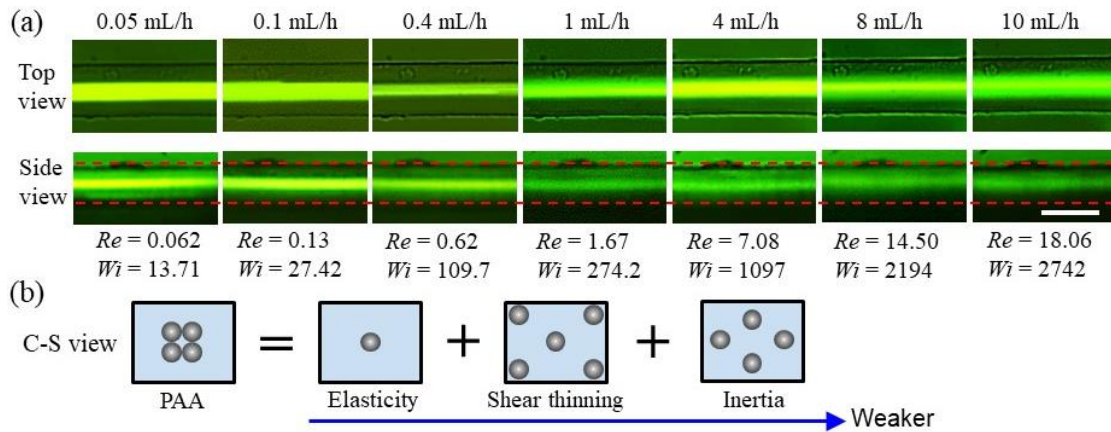 (a)
0.05 mL/h 0.1 mL/h 0.4 mL/h 1 mL/h 4 mL/h 8 mL/h 10 mL/h
Top view
Side view
Re = 0.062 Re = 0.13 Re = 0.62 Re = 1.67 Re = 7.08 Re = 14.50 Re = 18.06
Wi = 13.71 Wi = 27.42 Wi = 109.7 Wi = 274.2 Wi = 1097 Wi = 2194 Wi = 2742
(b)
C-S view = + +
PAA Elasticity Shear thinning Inertia
Weaker